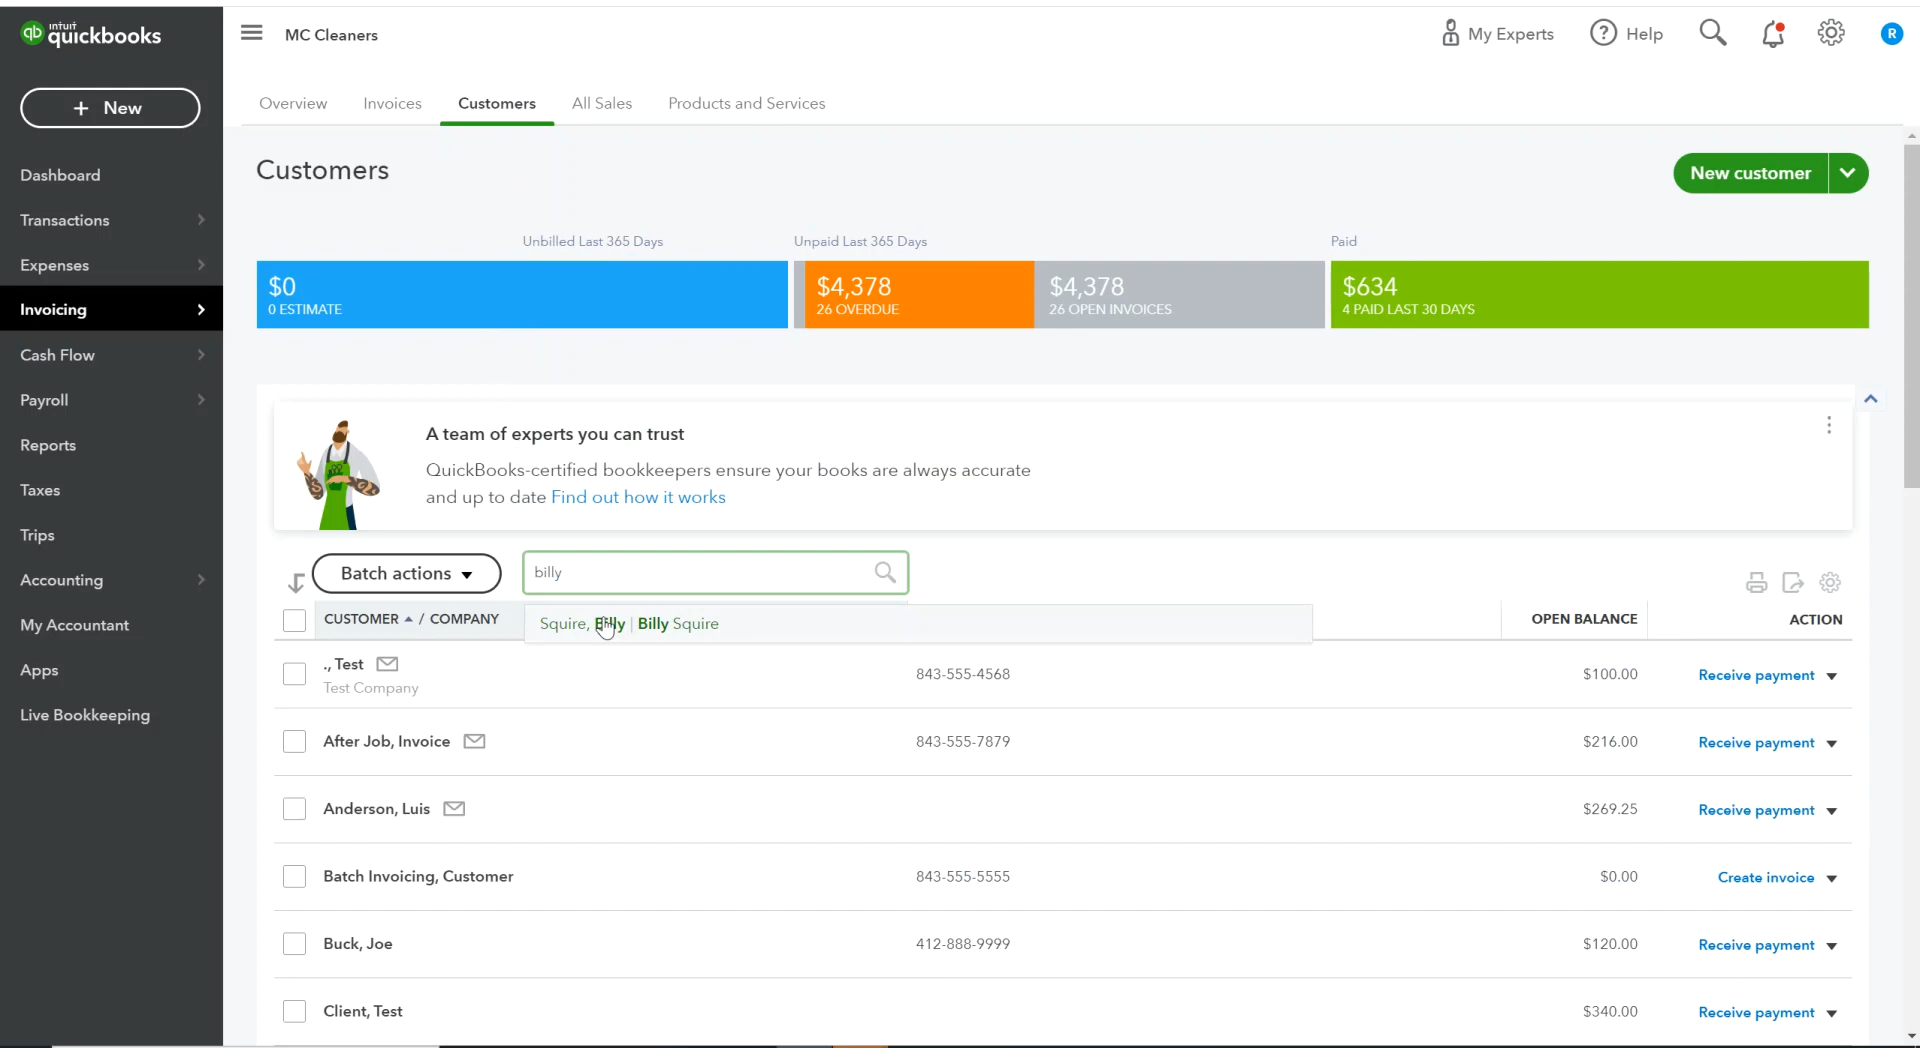 intuit
quickbooks
MC Cleaners
My Experts
Help
R
+ New
Overview
Invoices
Customers
All Sales
Products and Services
Dashboard
Transactions
Expenses
Invoicing
Cash Flow
Payroll
Reports
Taxes
Trips
Accounting
My Accountant
Apps
Live Bookkeeping
Customers
New customer
Unbilled Last 365 Days
Unpaid Last 365 Days
Paid
$0
0 ESTIMATE
$4,378
26 OVERDUE
$4,378
26 OPEN INVOICES
$634
4 PAID LAST 30 DAYS
A team of experts you can trust
QuickBooks-certified bookkeepers ensure your books are always accurate
and up to date Find out how it works
Batch actions
billy
CUSTOMER / COMPANY
Squire, Billy | Billy Squire
OPEN BALANCE
ACTION
., Test
Test Company
843-555-4568
$100.00
Receive payment
After Job, Invoice
843-555-7879
$216.00
Receive payment
Anderson, Luis
$269.25
Receive payment
Batch Invoicing, Customer
843-555-5555
$0.00
Create invoice
Buck, Joe
412-888-9999
$120.00
Receive payment
Client, Test
$340.00
Receive payment